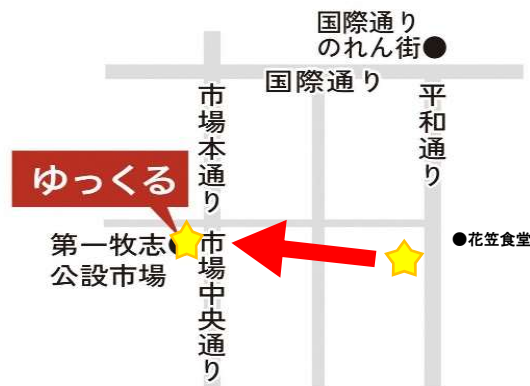 国際通り
のれん街
国際通り
市場本通り
平和通り
ゆっくる
第一牧志
公設市場
市場中央通り
花笠食堂